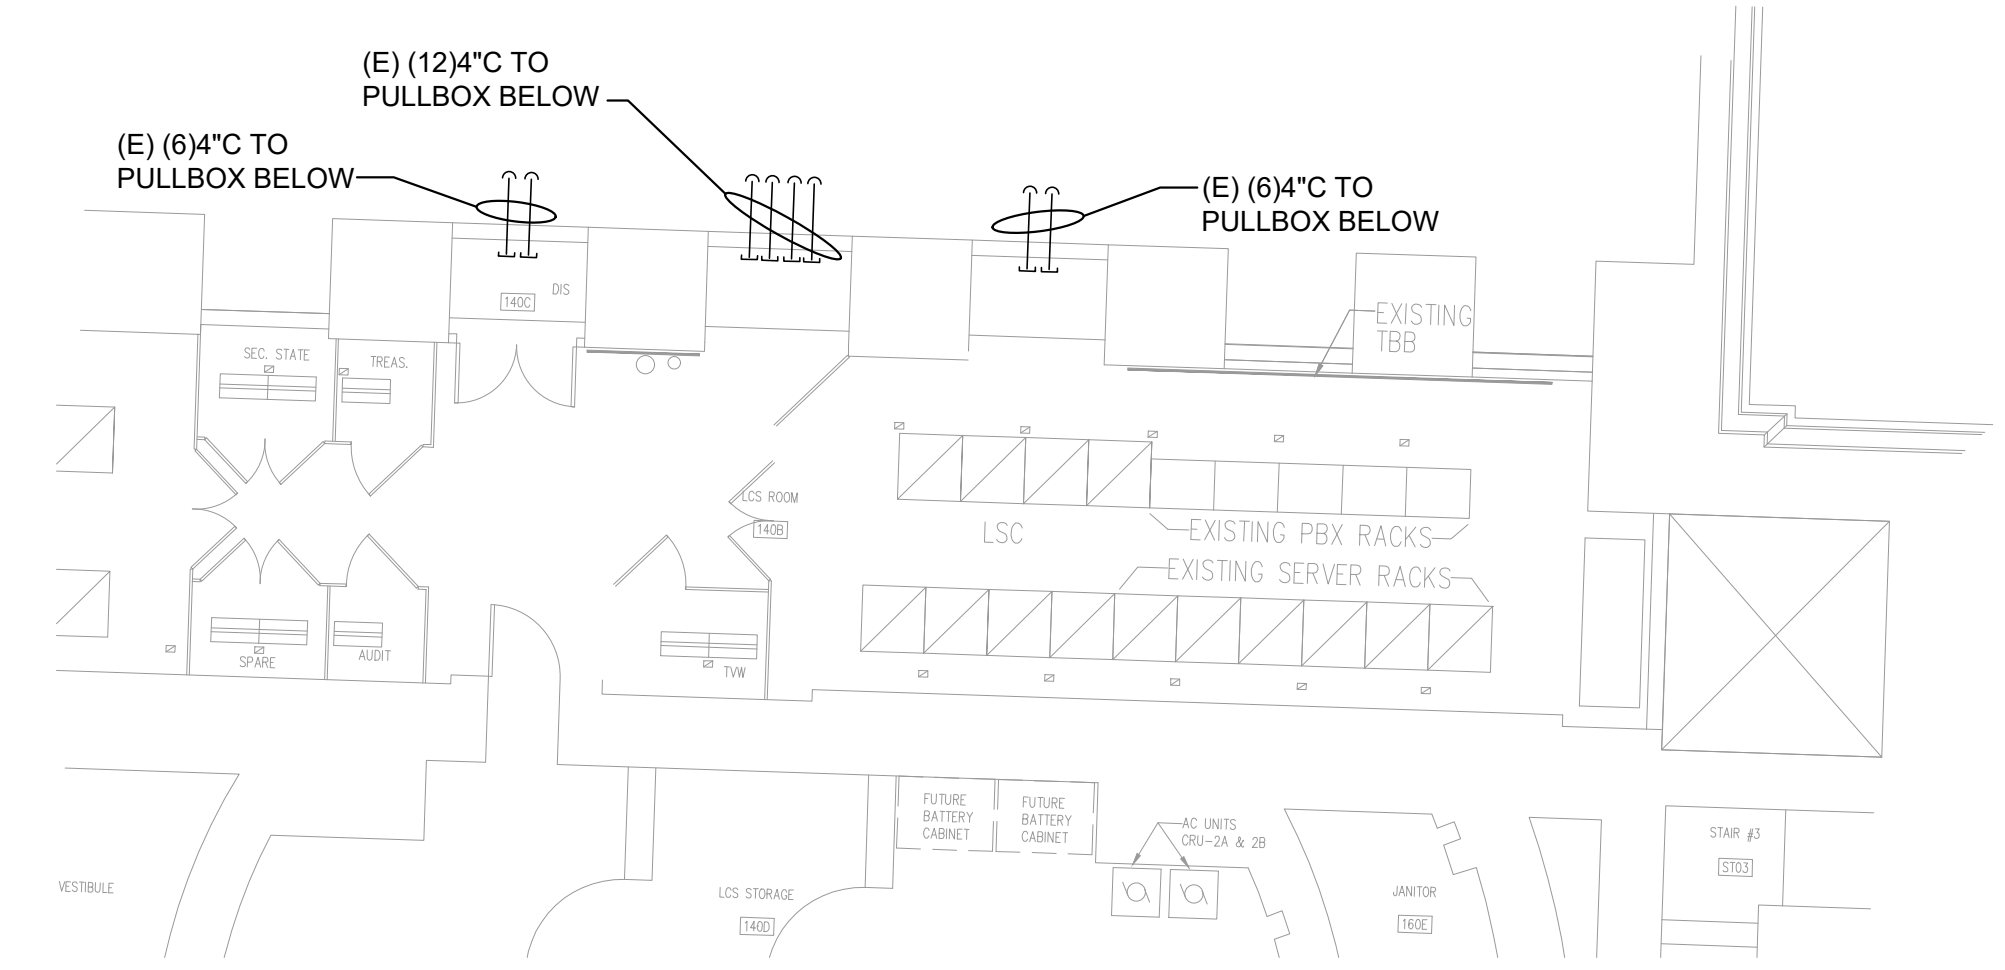 (E) (12)4"C TO
PULLBOX BELOW
(E) (6)4"C TO
PULLBOX BELOW
(E) (6)4"C TO
PULLBOX BELOW
DIS
140C
EXISTING
TBB
SEC. STATE
TREAS.
LCS ROOM
140B
LSC
EXISTING PBX RACKS
EXISTING SERVER RACKS
SPARE
AUDIT
TVW
FUTURE
BATTERY
CABINET
FUTURE
BATTERY
CABINET
AC UNITS
CRU-2A & 2B
STAIR #3
ST03
VESTIBULE
LCS STORAGE
140D
JANITOR
160E